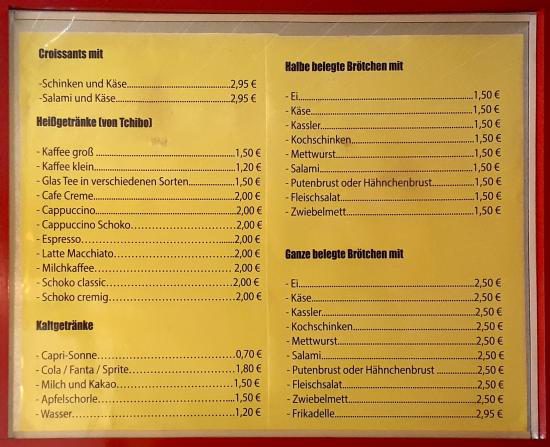 Croissants mit
-Schinken und Käse......................................2,95 €
-Salami und Käse.........................................2,95 €
Heißgetränke (von Tchibo)
- Kaffee groß ...............................................1,50 €
- Kaffee klein...............................................1,20 €
- Glas Tee in verschiedenen Sorten...............1,50 €
- Cafe Creme...............................................2,00 €
- Cappuccino...............................................2,00 €
- Cappuccino Schoko……………………………2,00 €
- Espresso…………………………………….....2,00 €
- Latte Macchiato……………………………….2,00 €
- Milchkaffee…………………………………….2,00 €
- Schoko classic………………………………...2,00 €
- Schoko cremig………………………………...2,00 €
Kaltgetränke
- Capri-Sonne……………………………………0,70 €
- Cola / Fanta / Sprite…………………………..1,80 €
- Milch und Kakao……………………………….1,50 €
- Apfelschorle…………………………………....1,50 €
- Wasser…………………………………………1,20 €
Halbe belegte Brötchen mit
- Ei..............................................................1,50 €
- Käse..........................................................1,50 €
- Kassler......................................................1,50 €
- Kochschinken............................................1,50 €
- Mettwurst..................................................1,50 €
- Salami.......................................................1,50 €
- Putenbrust oder Hähnchenbrust................1,50 €
- Fleischsalat...............................................1,50 €
- Zwiebelmett..............................................1,50 €
Ganze belegte Brötchen mit
- Ei..............................................................2,50 €
- Käse..........................................................2,50 €
- Kassler......................................................2,50 €
- Kochschinken............................................2,50 €
- Mettwurst..................................................2,50 €
- Salami.......................................................2,50 €
- Putenbrust oder Hähnchenbrust ...............2,50 €
- Fleischsalat...............................................2,50 €
- Zwiebelmett..............................................2,50 €
- Frikadelle..................................................2,95 €